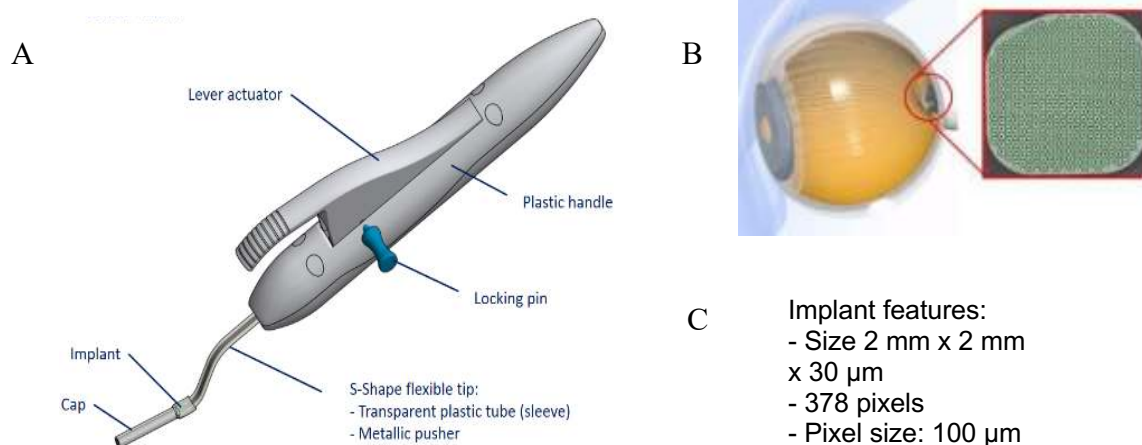 A
Lever actuator
Plastic handle
Locking pin
Implant
Cap
S-Shape flexible tip:
- Transparent plastic tube (sleeve)
- Metallic pusher
B
C
Implant features:
- Size 2 mm x 2 mm
x 30 μm
- 378 pixels
- Pixel size: 100 μm